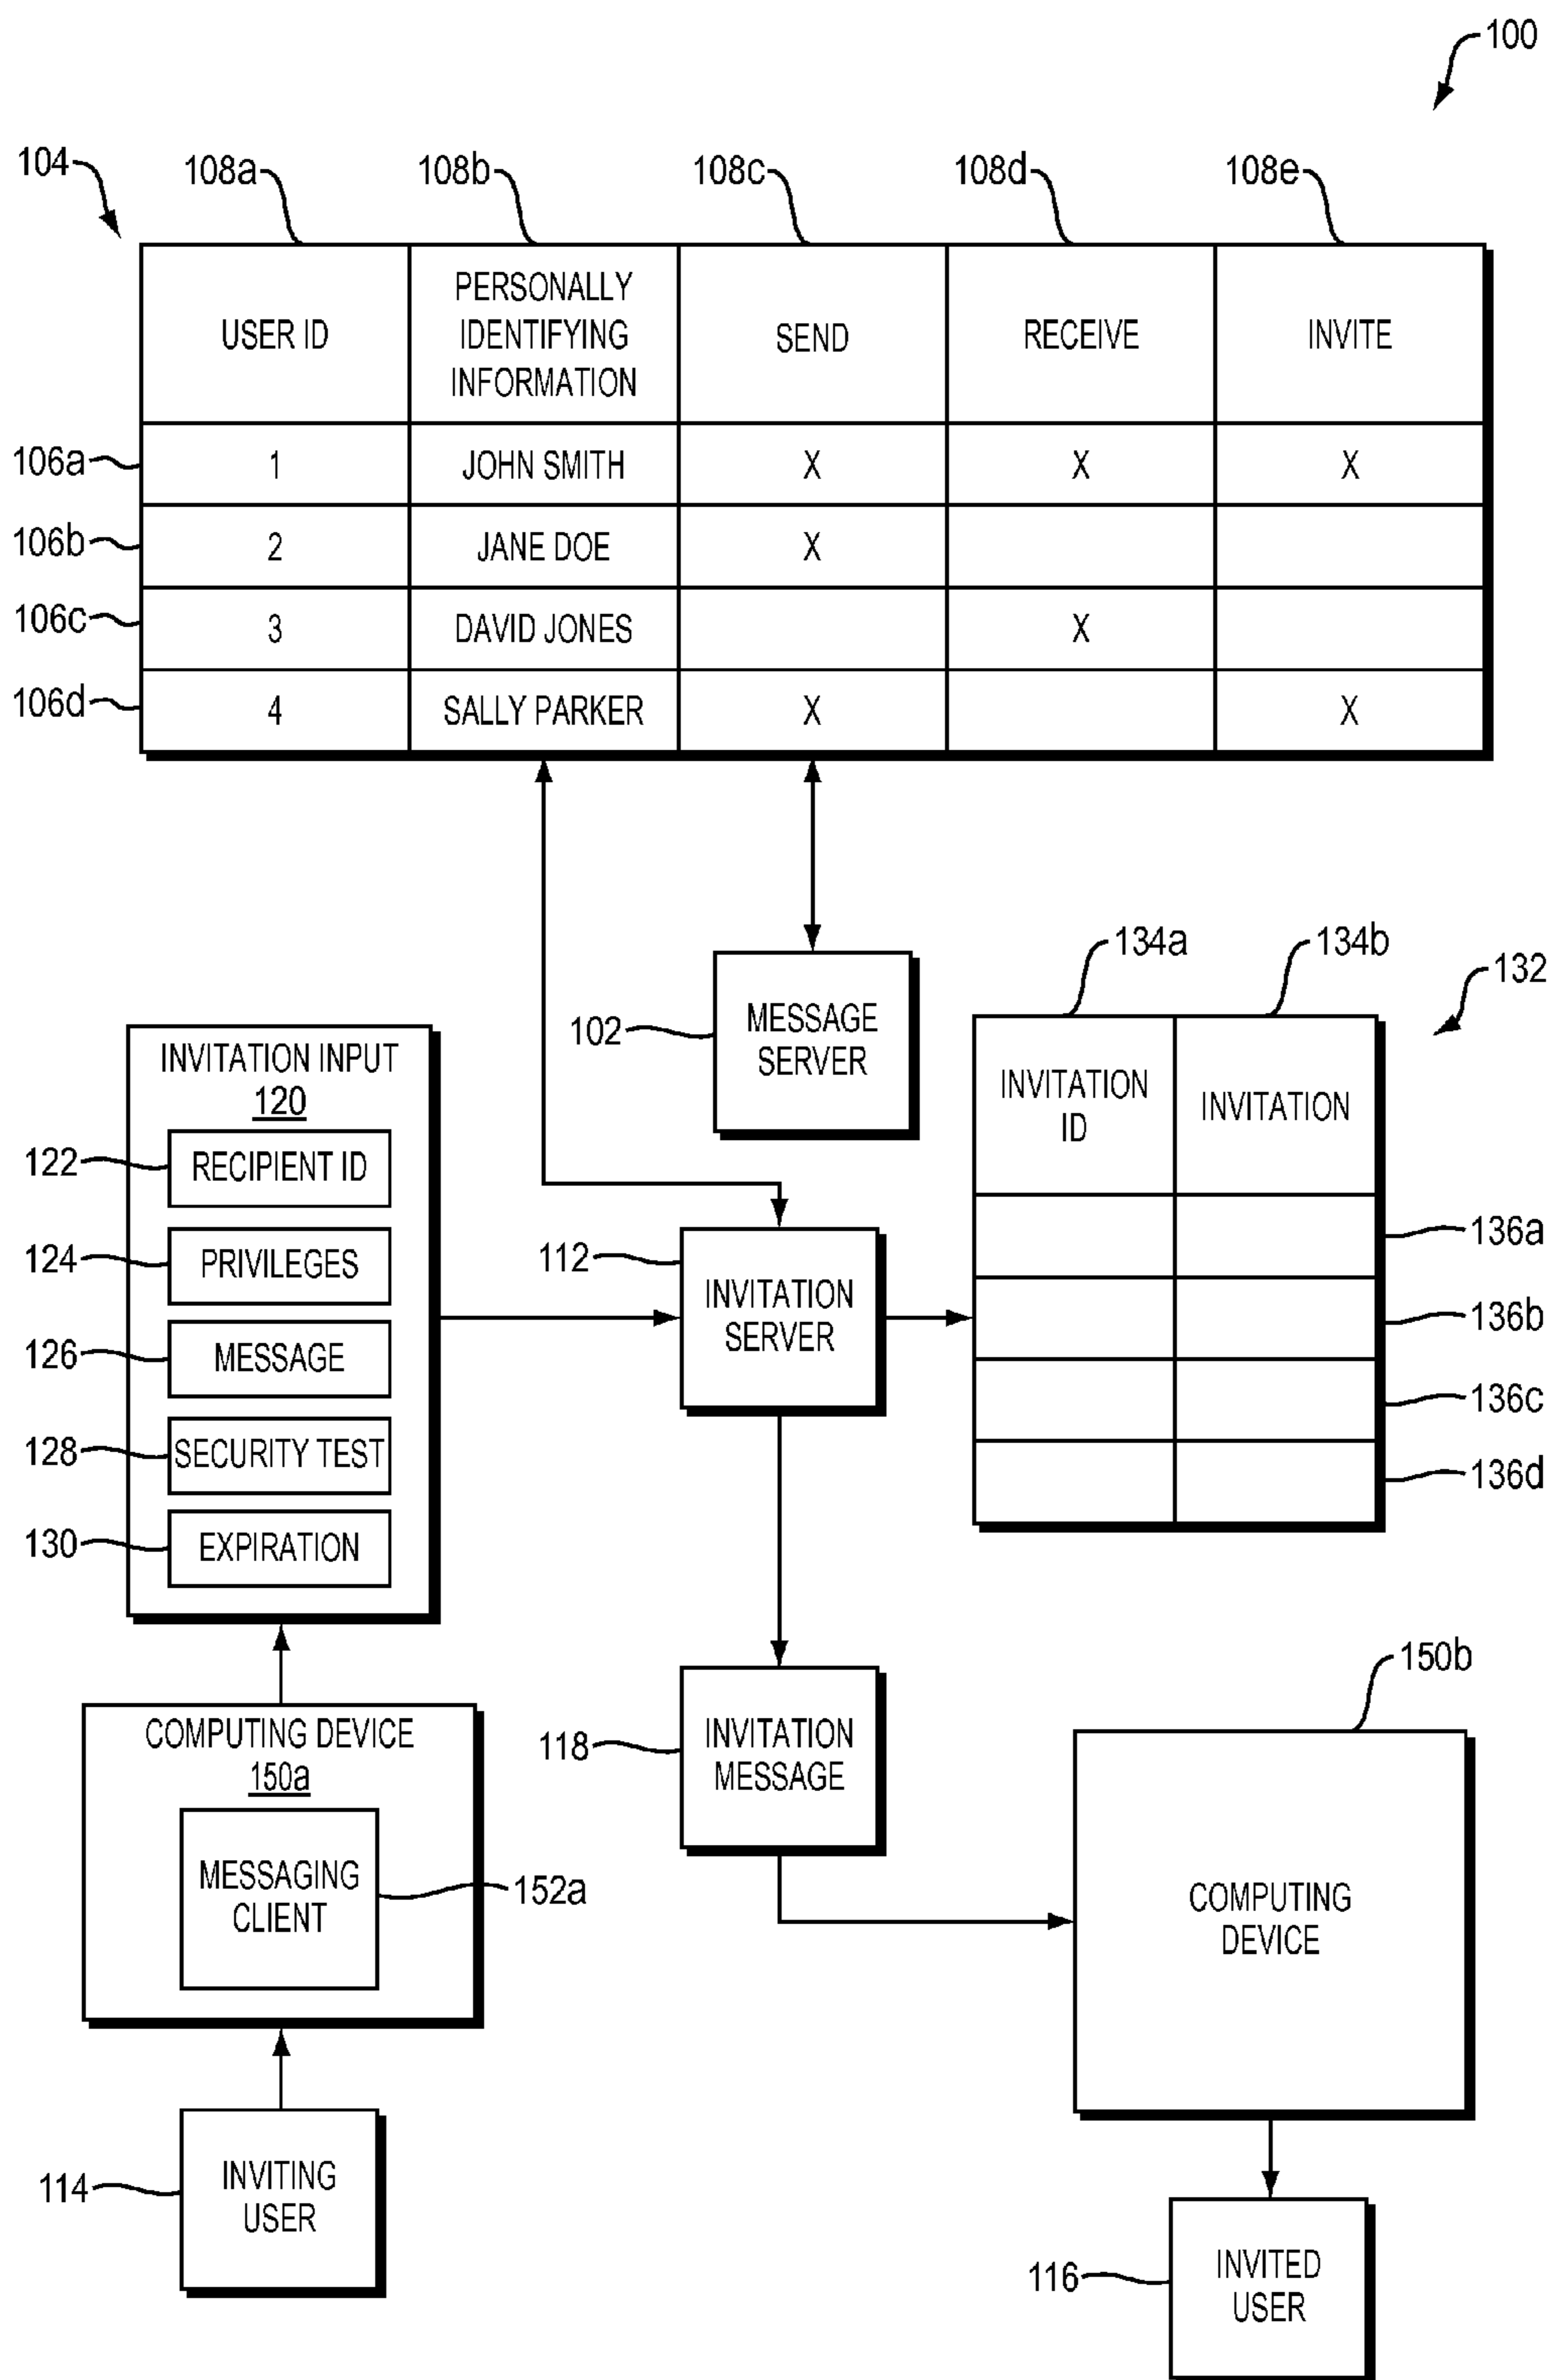 100
104
108a
108b
108c
108d
108e
USER ID
PERSONALLY
IDENTIFYING
INFORMATION
SEND
RECEIVE
INVITE
106a
1
JOHN SMITH
X
X
X
106b
2
JANE DOE
X
106c
3
DAVID JONES
X
106d
4
SALLY PARKER
X
X
102
MESSAGE
SERVER
134a
134b
132
INVITATION
ID
INVITATION
136a
136b
136c
136d
INVITATION INPUT
120
122
RECIPIENT ID
124
PRIVILEGES
126
MESSAGE
128
SECURITY TEST
130
EXPIRATION
112
INVITATION
SERVER
118
INVITATION
MESSAGE
COMPUTING DEVICE
150a
MESSAGING
CLIENT
152a
150b
COMPUTING
DEVICE
114
INVITING
USER
116
INVITED
USER